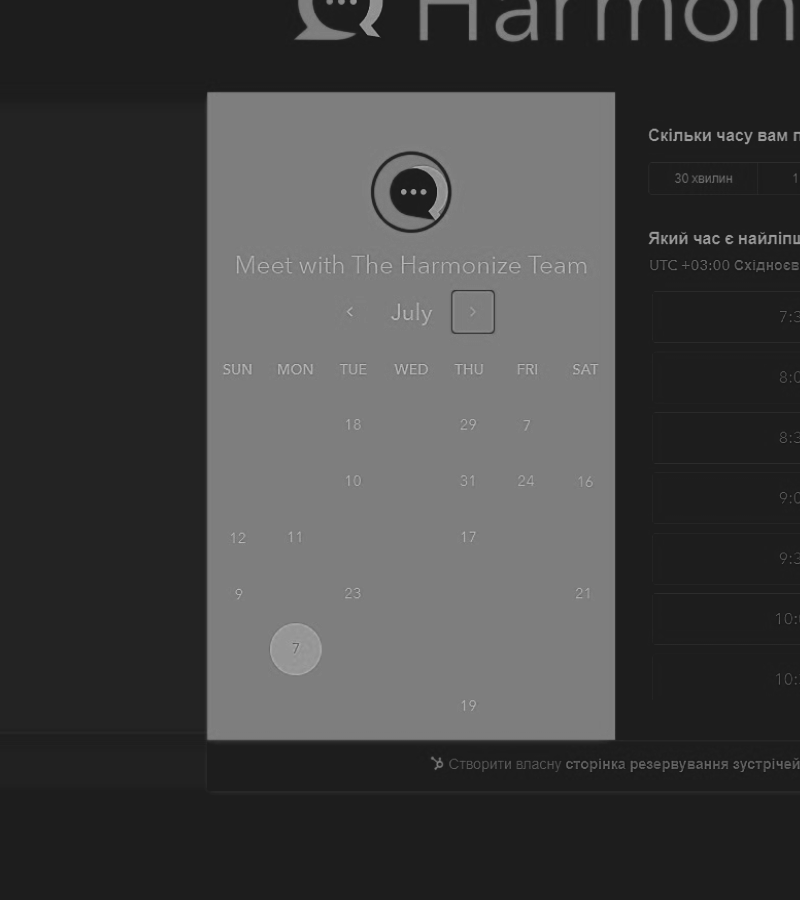 Harmon
Meet with The Harmonize Team
July
SUN MON TUE WED THU FRI SAT
18 29 7
10 31 24 16
12 11 17
9 23 21
7
19
Скільки часу вам п
30 хвилин 1
Який час є найліпш
UTC +03:00 Східноєв
7:3
8:0
8:3
9:0
9:3
10:0
10:3
Створити власну сторінка резервування зустрічей